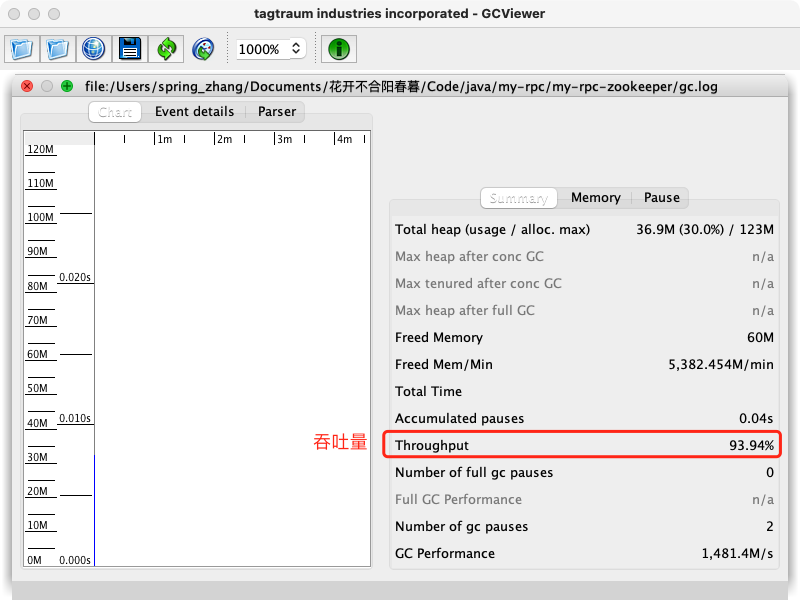 tagtraum industries incorporated - GCViewer
1000%
file:/Users/spring_zhang/Documents/花开不合阳春暮/Code/java/my-rpc/my-rpc-zookeeper/gc.log
Chart Event details Parser
1m 2m 3m 4m
120M
110M
100M
90M
0.020s
80M
70M
60M
50M
0.010s
40M
30M
20M
10M
0M 0.000s
吞吐量
Summary Memory Pause
Total heap (usage / alloc. max) 36.9M (30.0%) / 123M
Max heap after conc GC n/a
Max tenured after conc GC n/a
Max heap after full GC n/a
Freed Memory 60M
Freed Mem/Min 5,382.454M/min
Total Time
Accumulated pauses 0.04s
Throughput 93.94%
Number of full gc pauses 0
Full GC Performance n/a
Number of gc pauses 2
GC Performance 1,481.4M/s